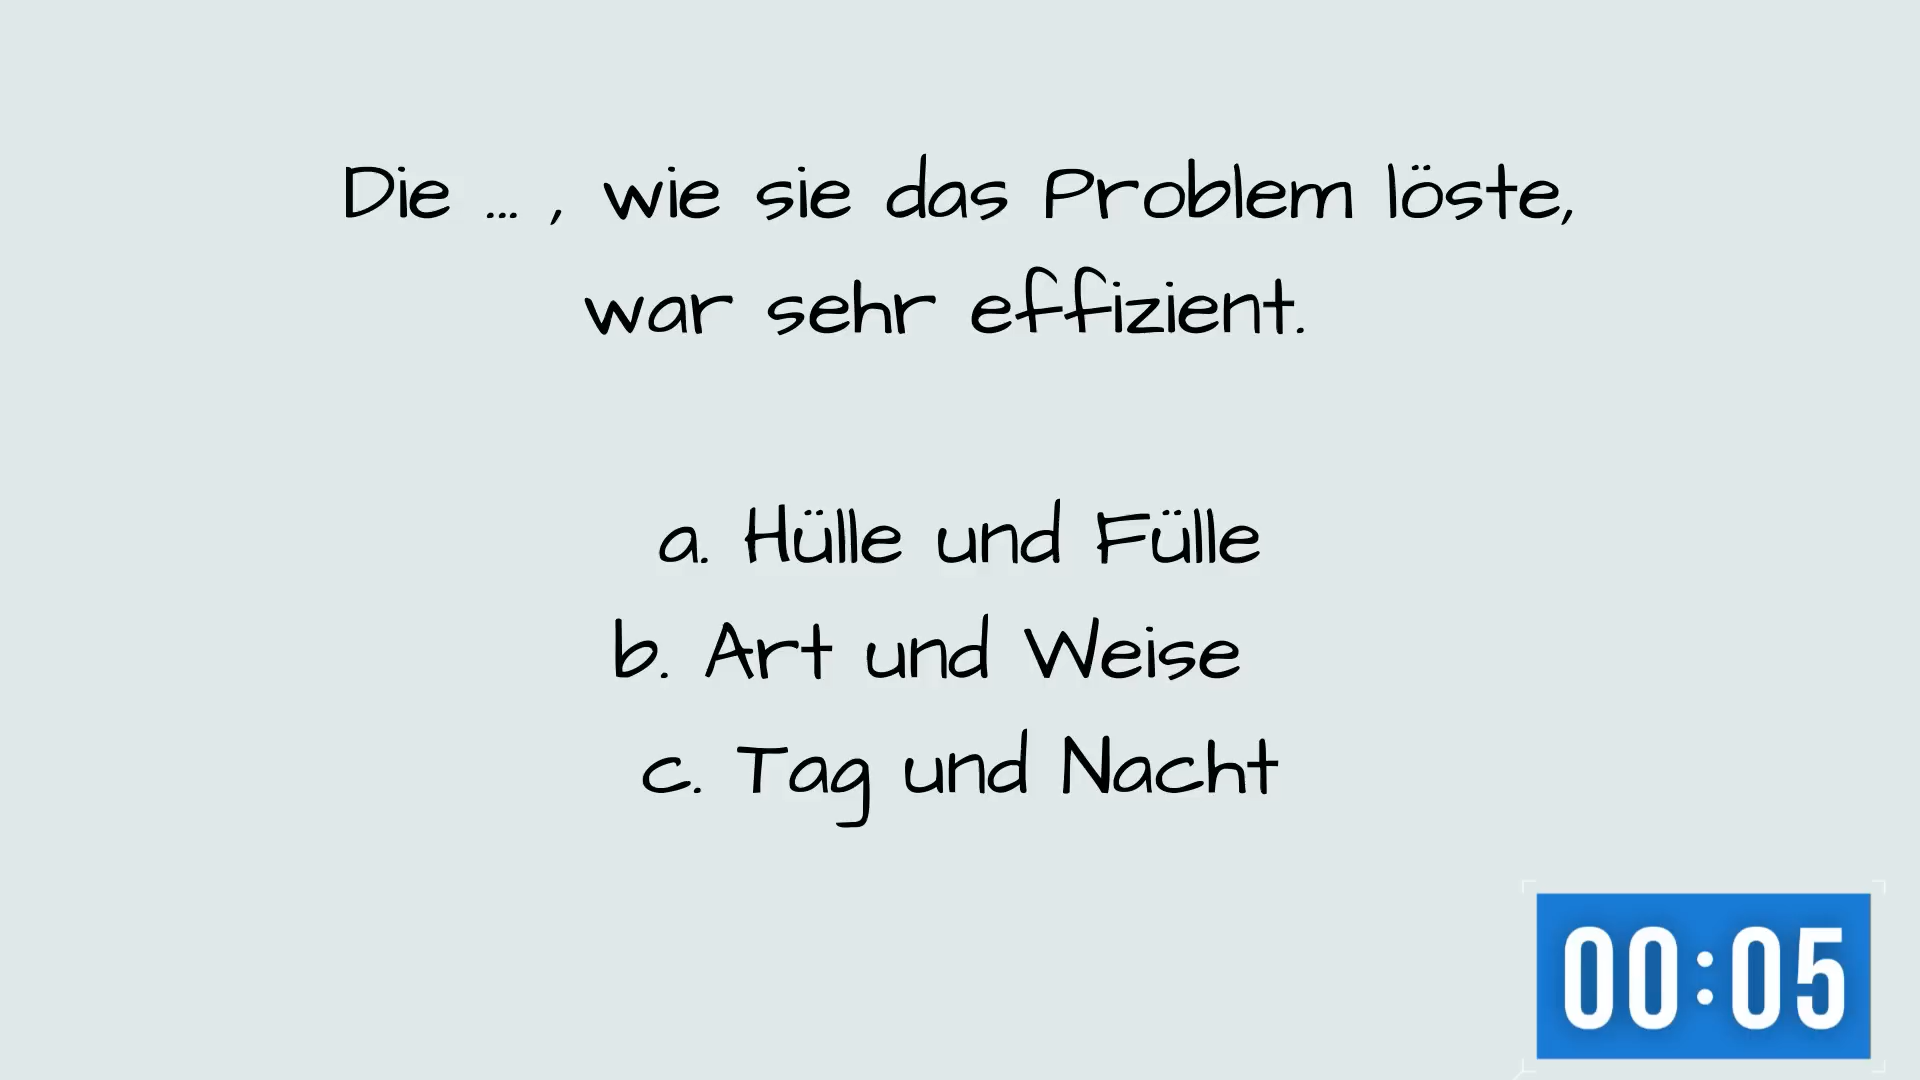 Die ... , wie sie das Problem löste,
war sehr effizient.
a. Hülle und Fülle
b. Art und Weise
c. Tag und Nacht
00:05